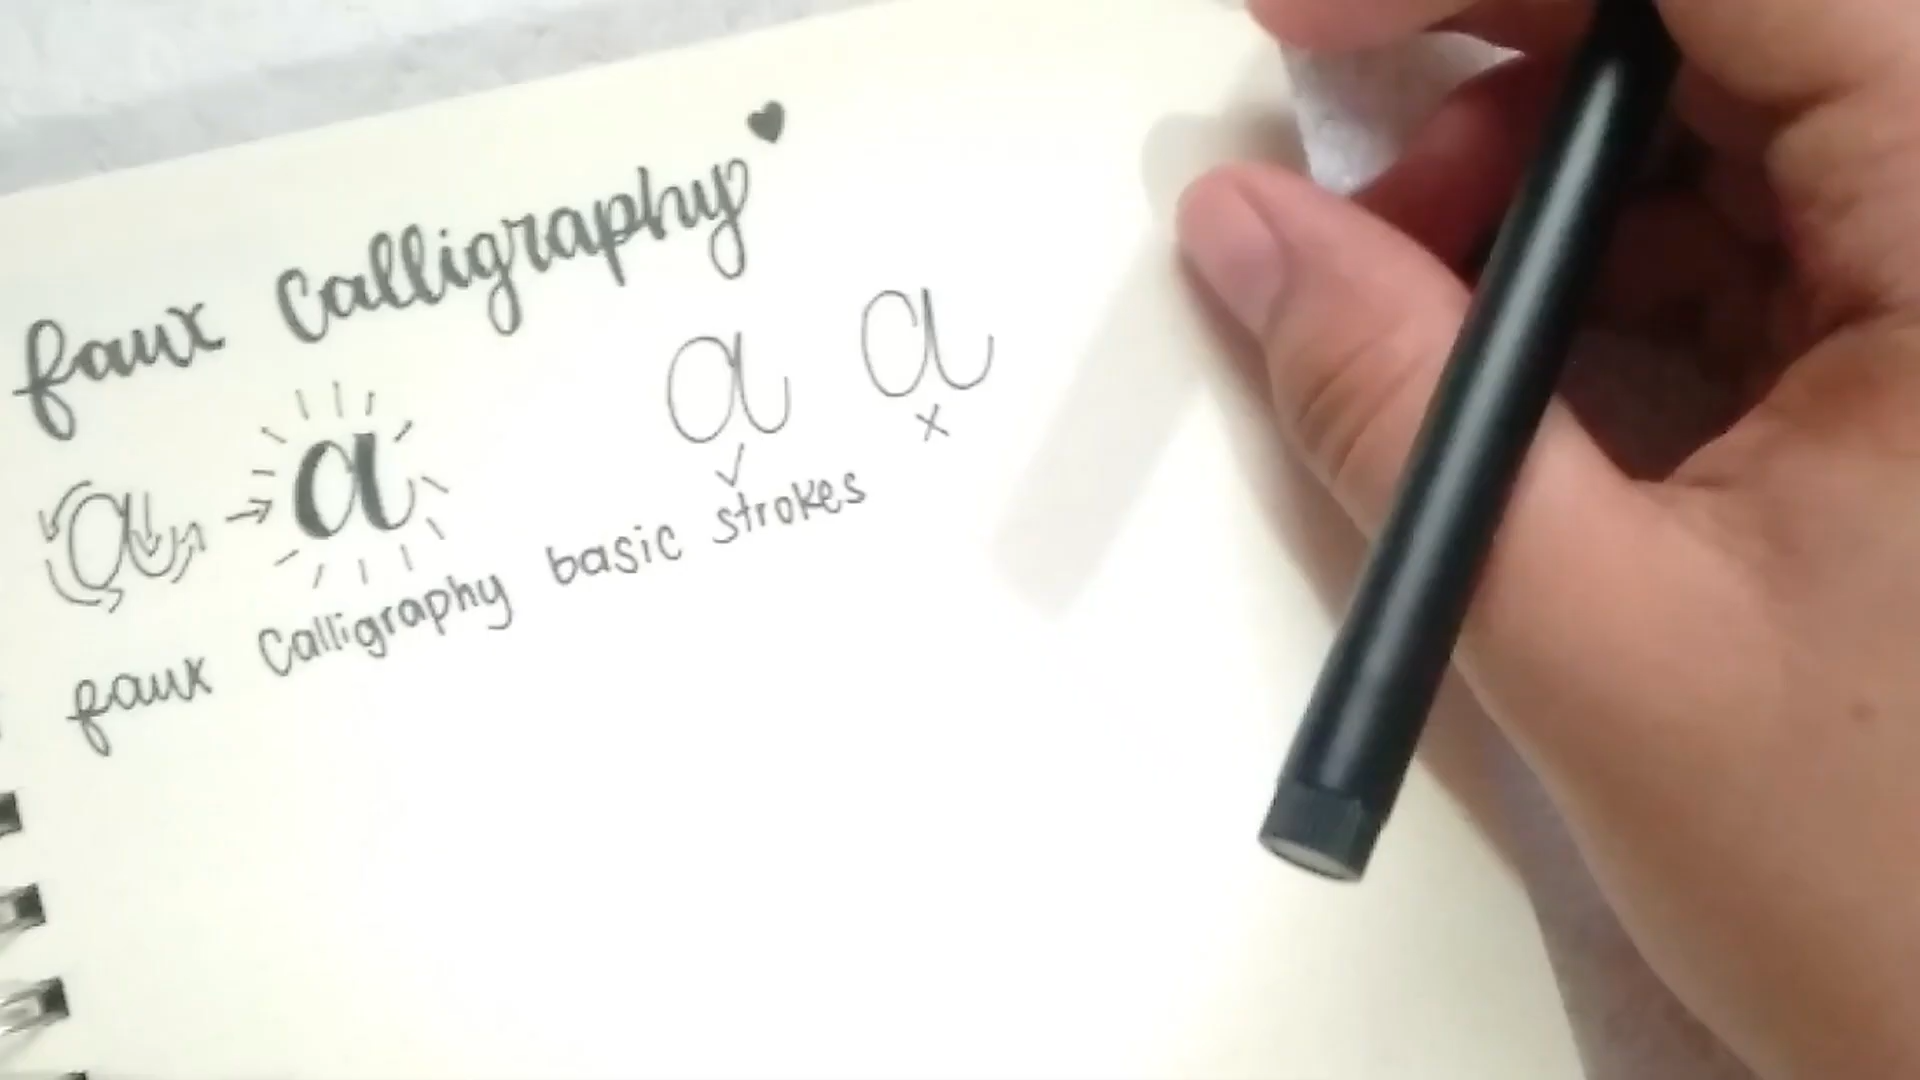 faux Calligraphy ♥
a → a
a a
✓ x
faux Calligraphy basic strokes